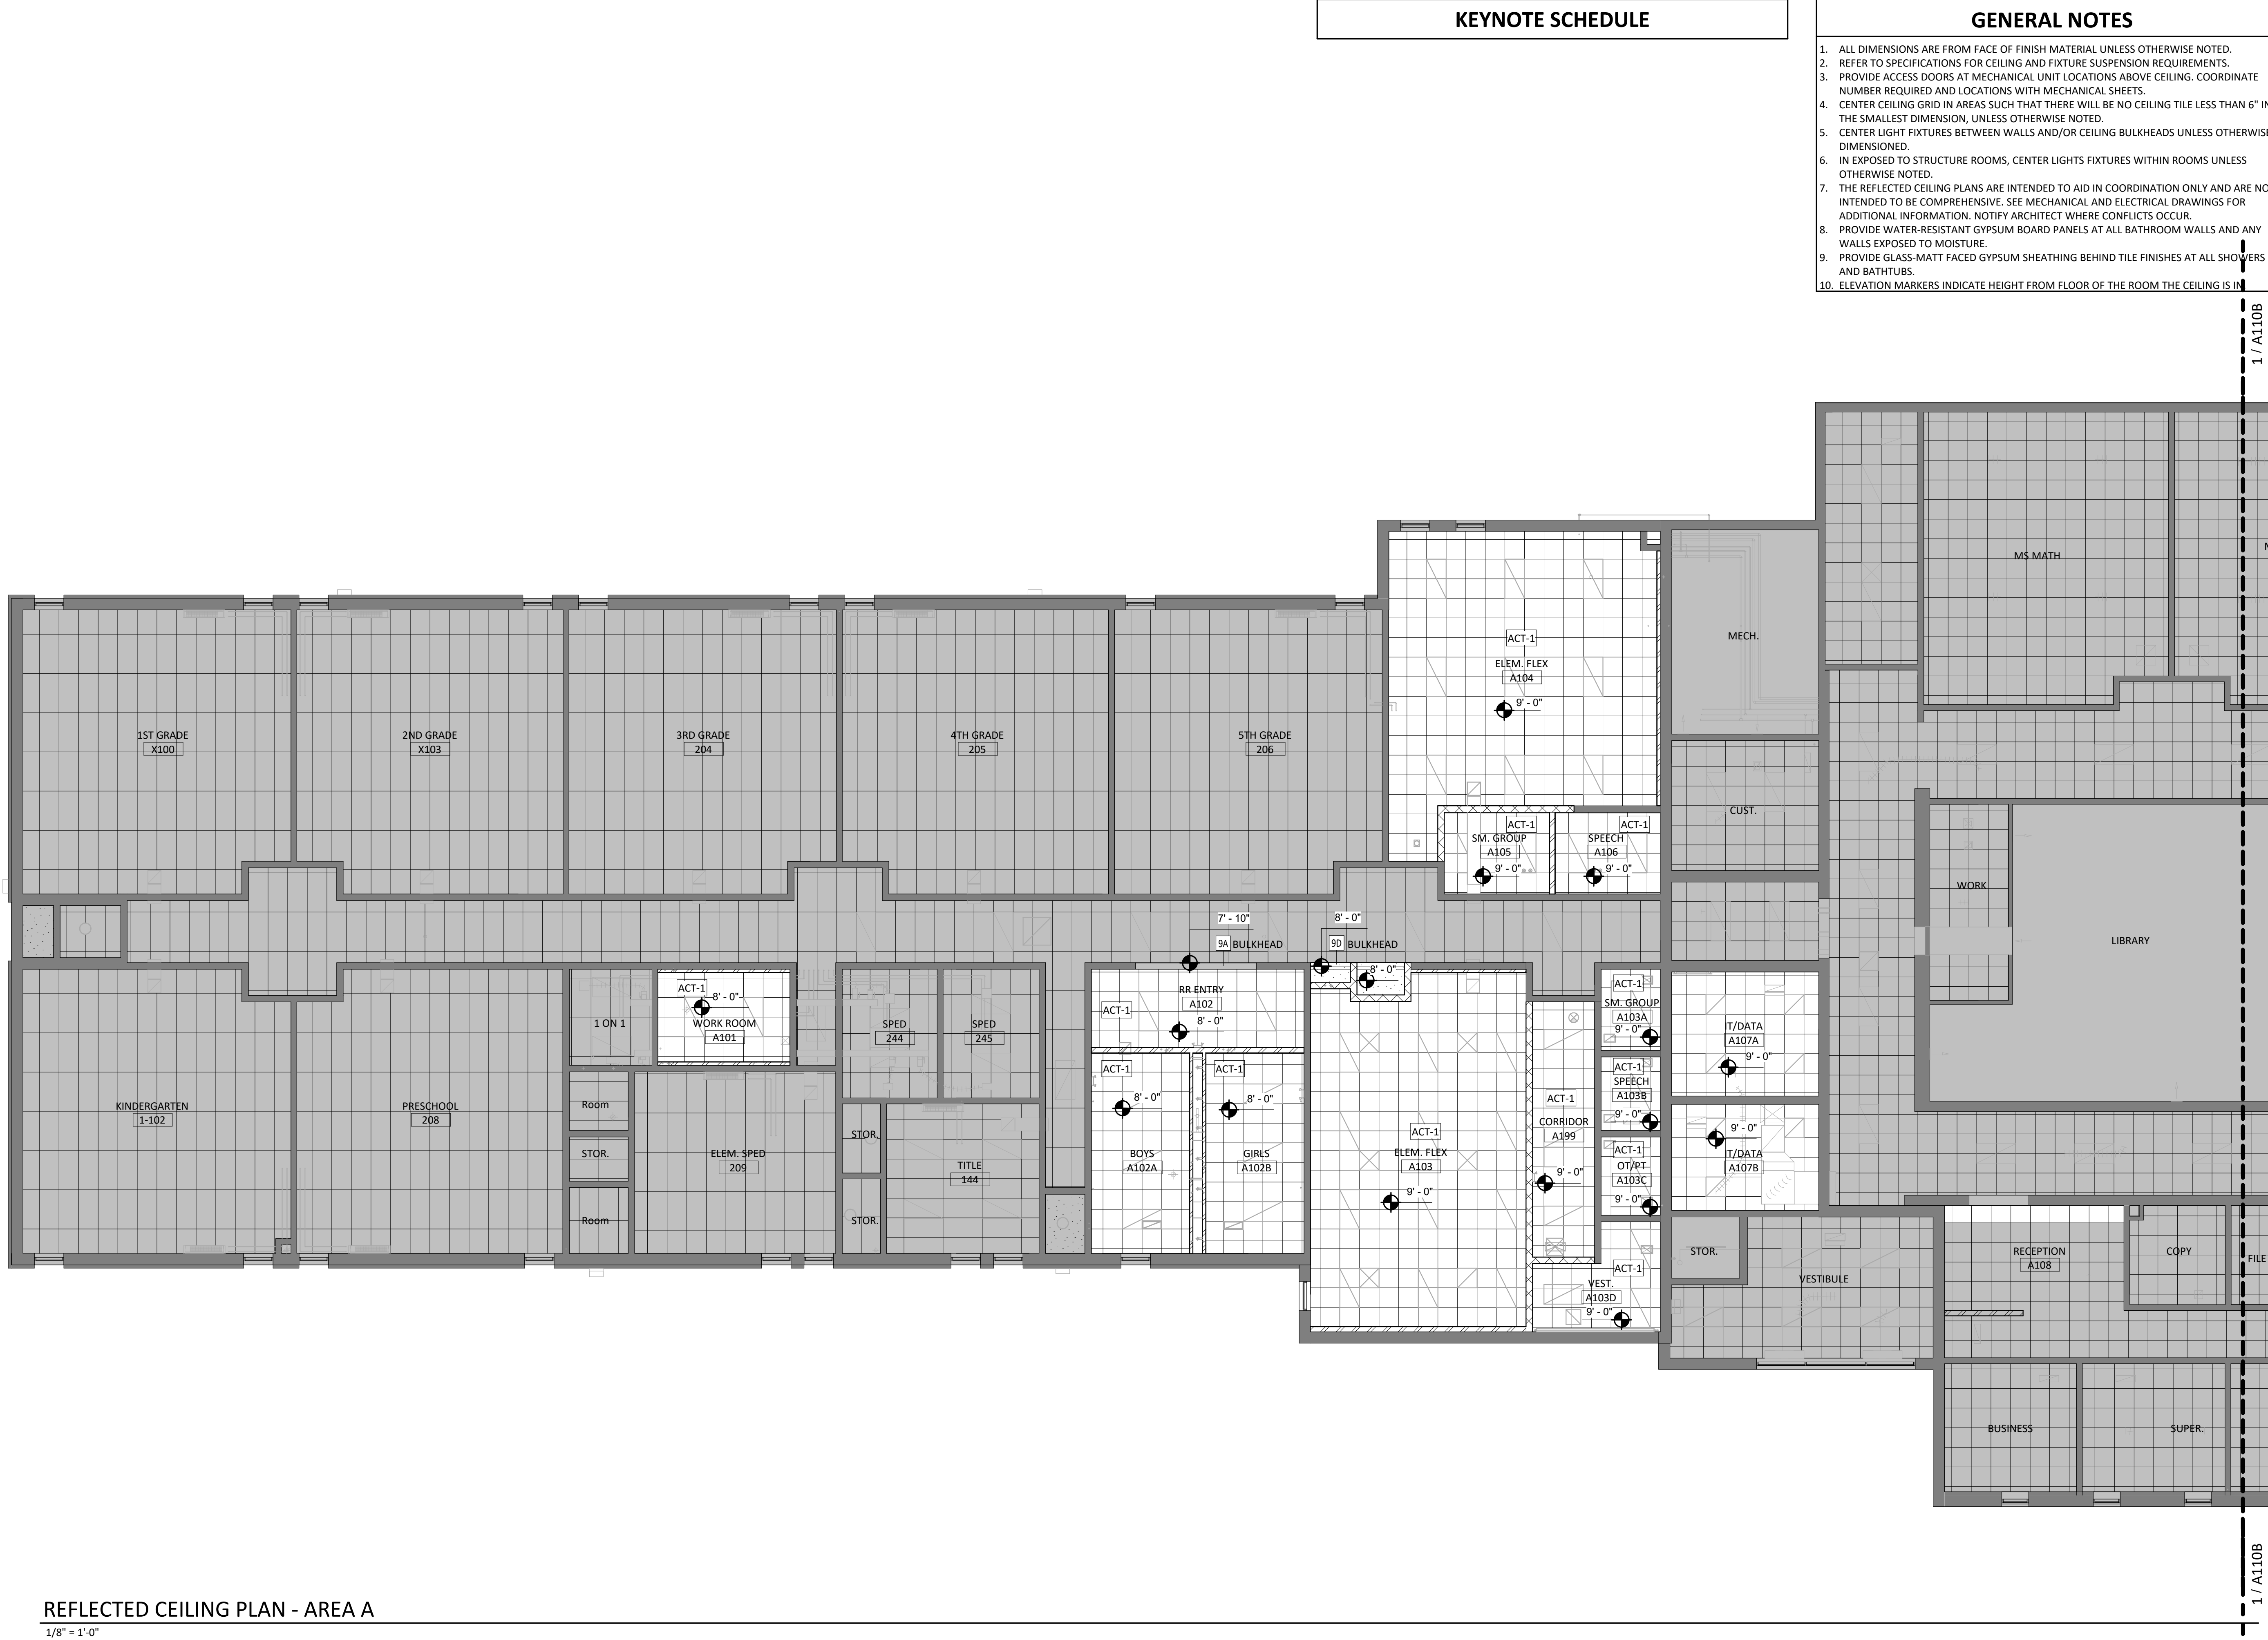 KEYNOTE SCHEDULE
GENERAL NOTES
1. ALL DIMENSIONS ARE FROM FACE OF FINISH MATERIAL UNLESS OTHERWISE NOTED.
2. REFER TO SPECIFICATIONS FOR CEILING AND FIXTURE SUSPENSION REQUIREMENTS.
3. PROVIDE ACCESS DOORS AT MECHANICAL UNIT LOCATIONS ABOVE CEILING. COORDINATE
NUMBER REQUIRED AND LOCATIONS WITH MECHANICAL SHEETS.
4. CENTER CEILING GRID IN AREAS SUCH THAT THERE WILL BE NO CEILING TILE LESS THAN 6" IN
THE SMALLEST DIMENSION, UNLESS OTHERWISE NOTED.
5. CENTER LIGHT FIXTURES BETWEEN WALLS AND/OR CEILING BULKHEADS UNLESS OTHERWISE
DIMENSIONED.
6. IN EXPOSED TO STRUCTURE ROOMS, CENTER LIGHTS FIXTURES WITHIN ROOMS UNLESS
OTHERWISE NOTED.
7. THE REFLECTED CEILING PLANS ARE INTENDED TO AID IN COORDINATION ONLY AND ARE NO
INTENDED TO BE COMPREHENSIVE. SEE MECHANICAL AND ELECTRICAL DRAWINGS FOR
ADDITIONAL INFORMATION. NOTIFY ARCHITECT WHERE CONFLICTS OCCUR.
8. PROVIDE WATER-RESISTANT GYPSUM BOARD PANELS AT ALL BATHROOM WALLS AND ANY
WALLS EXPOSED TO MOISTURE.
9. PROVIDE GLASS-MATT FACED GYPSUM SHEATHING BEHIND TILE FINISHES AT ALL SHOWERS
AND BATHTUBS.
10. ELEVATION MARKERS INDICATE HEIGHT FROM FLOOR OF THE ROOM THE CEILING IS IN.
1 / A110B
MS MATH
MECH.
ACT-1
ELEM. FLEX
A104
9' - 0"
1ST GRADE
X100
2ND GRADE
X103
3RD GRADE
204
4TH GRADE
205
5TH GRADE
206
CUST.
ACT-1
SM. GROUP
A105
9' - 0"
ACT-1
SPEECH
A106
9' - 0"
WORK
LIBRARY
7' - 10"
9A BULKHEAD
8' - 0"
9D BULKHEAD
8' - 0"
1 ON 1
ACT-1
8' - 0"
WORK ROOM
A101
SPED
244
SPED
245
RR ENTRY
A102
ACT-1
8' - 0"
ACT-1
SM. GROUP
A103A
9' - 0"
IT/DATA
A107A
9' - 0"
KINDERGARTEN
1-102
PRESCHOOL
208
Room
STOR.
Room
ELEM. SPED
209
STOR.
STOR.
TITLE
144
ACT-1
8' - 0"
BOYS
A102A
ACT-1
8' - 0"
GIRLS
A102B
ACT-1
ELEM. FLEX
A103
9' - 0"
ACT-1
CORRIDOR
A199
9' - 0"
ACT-1
SPEECH
A103B
9' - 0"
ACT-1
OT/PT
A103C
9' - 0"
9' - 0"
IT/DATA
A107B
ACT-1
VEST.
A103D
9' - 0"
STOR.
VESTIBULE
RECEPTION
A108
COPY
FILE
BUSINESS
SUPER.
1 / A110B
REFLECTED CEILING PLAN - AREA A
1/8" = 1'-0"